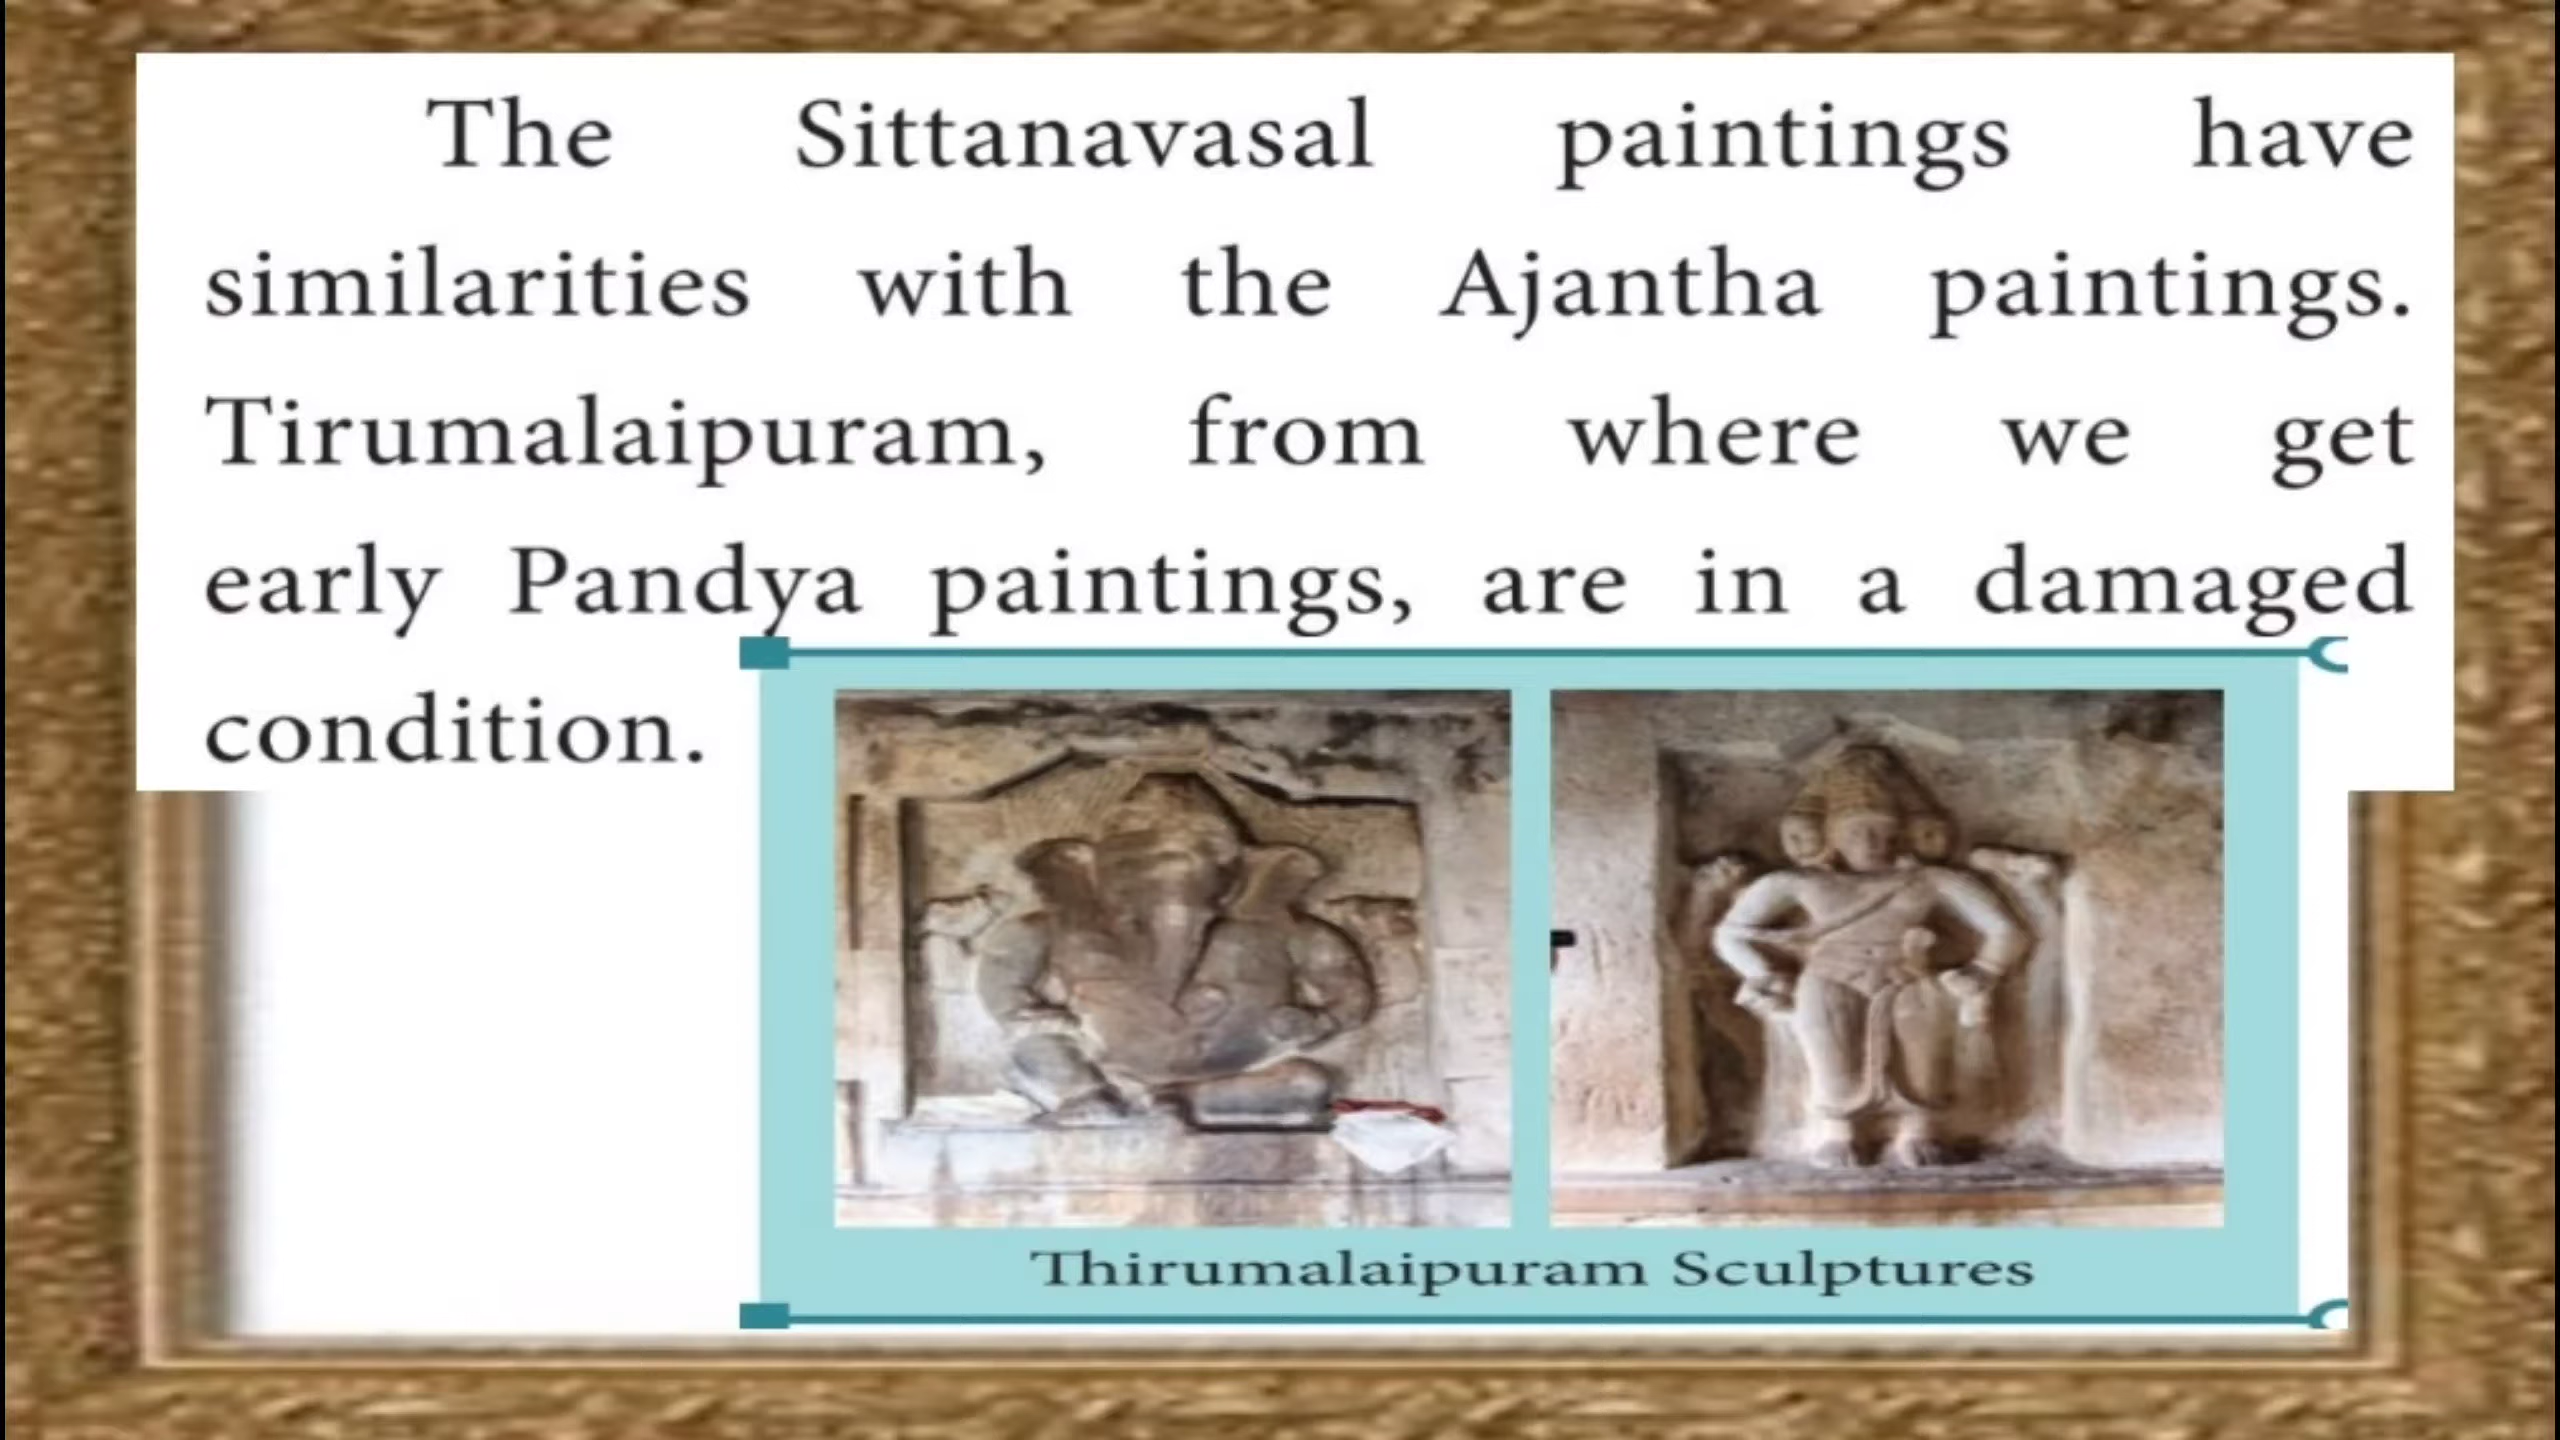 The Sittanavasal paintings have
similarities with the Ajantha paintings.
Tirumalaipuram, from where we get
early Pandya paintings, are in a damaged
condition.
Thirumalaipuram Sculptures